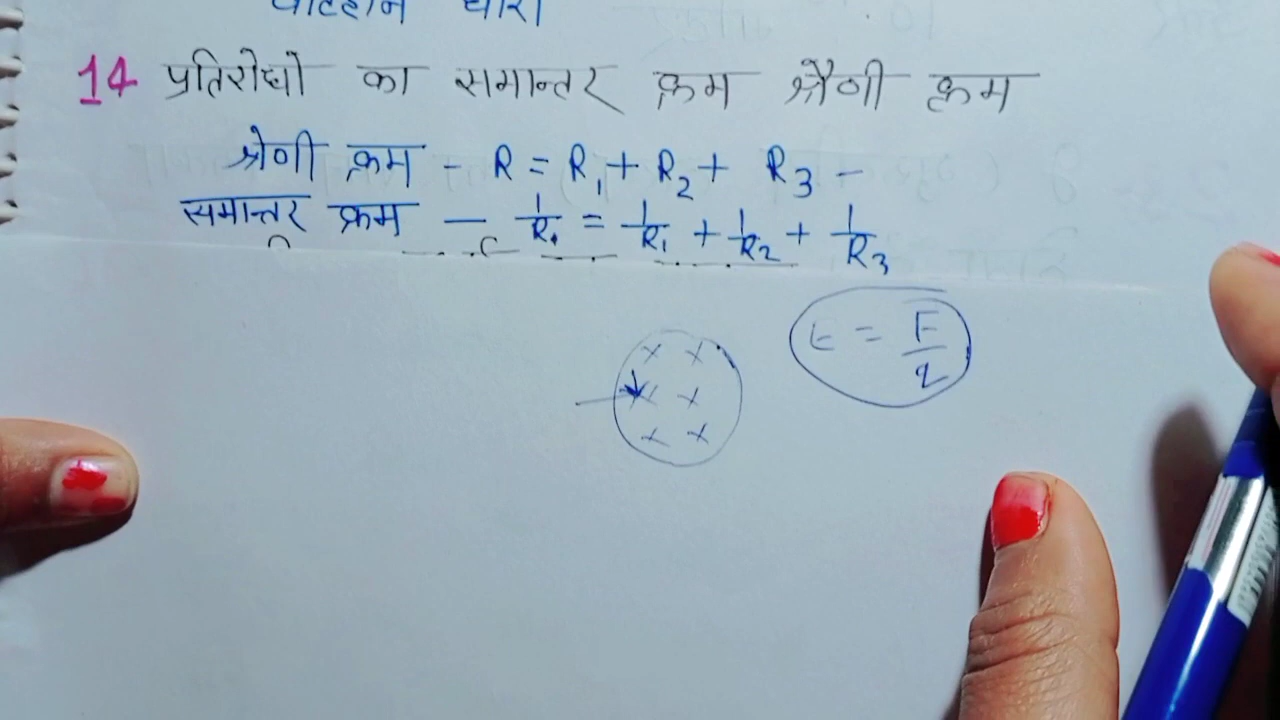 धारा
14 प्रतिरोधो का समान्तर क्रम श्रैणी क्रम
श्रेणी क्रम - R = R1 + R2 + R3 -
समान्तर क्रम - 1/R = 1/R1 + 1/R2 + 1/R3
E = F/q
x x
x x
x x